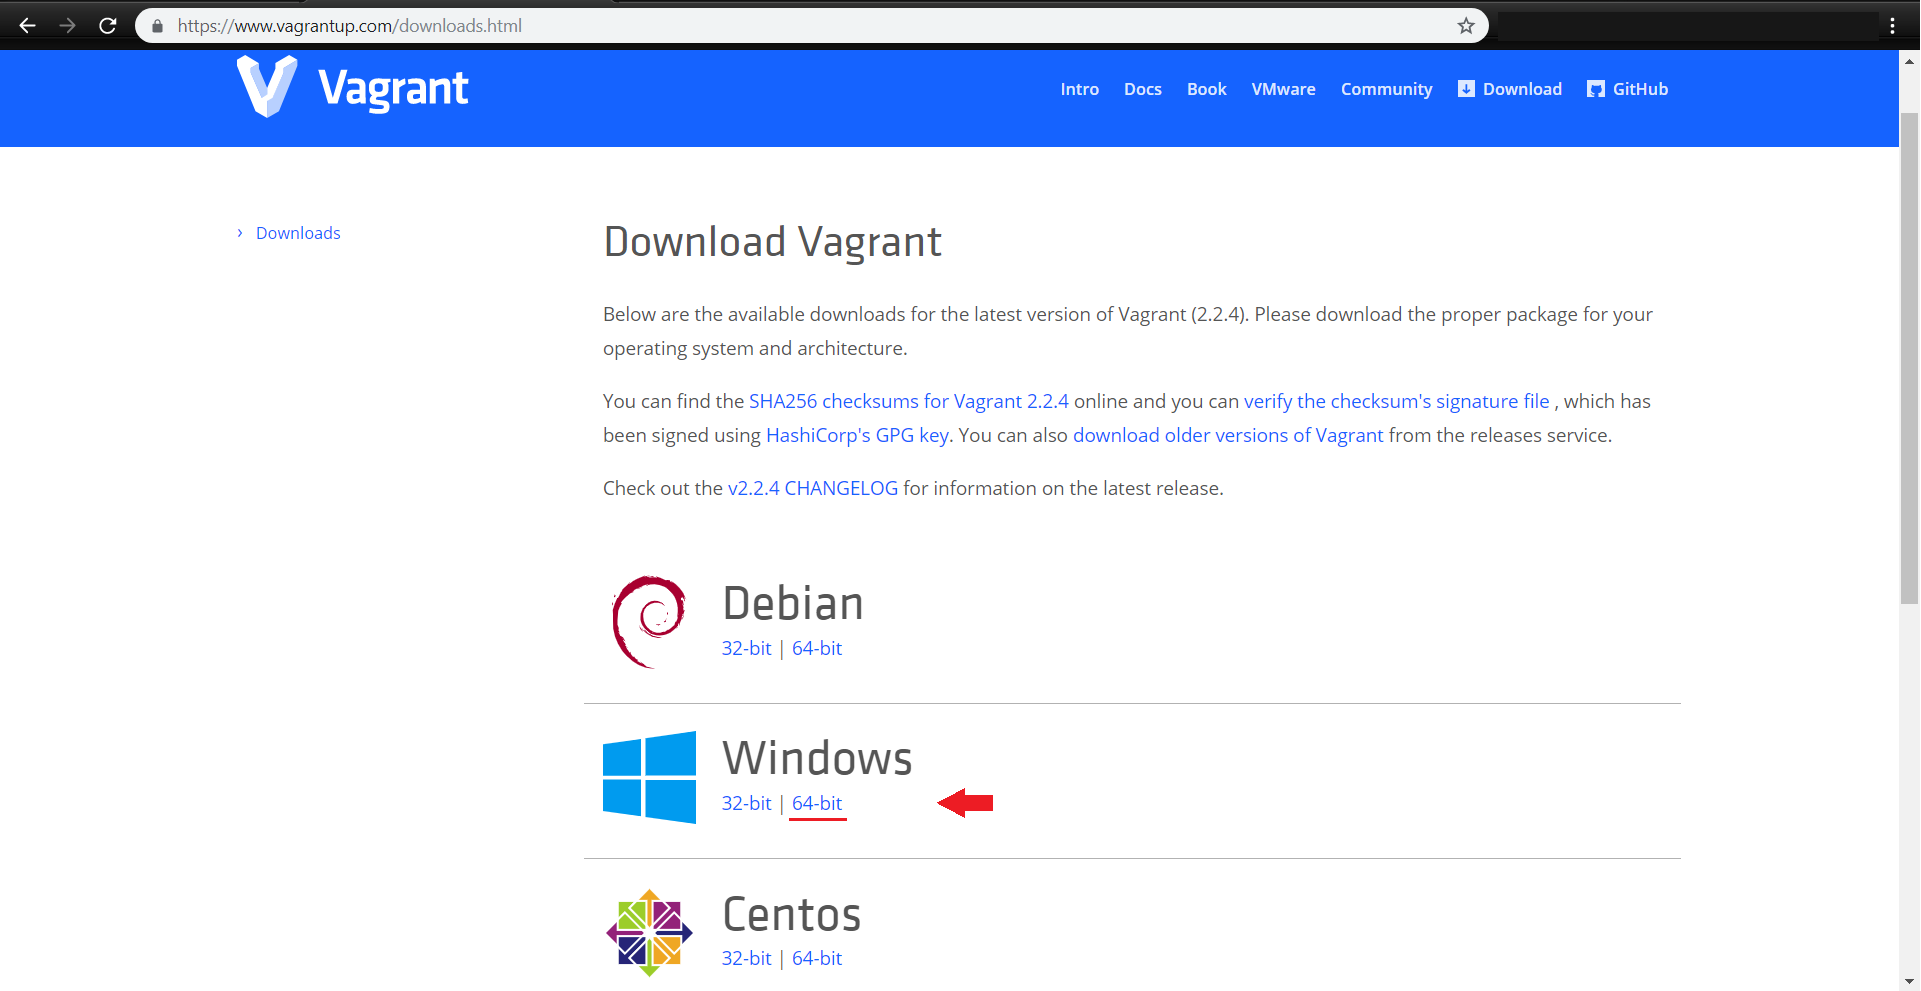 https://www.vagrantup.com/downloads.html
Vagrant
Intro Docs Book VMware Community Download GitHub
› Downloads
Download Vagrant
Below are the available downloads for the latest version of Vagrant (2.2.4). Please download the proper package for your
operating system and architecture.
You can find the SHA256 checksums for Vagrant 2.2.4 online and you can verify the checksum's signature file , which has
been signed using HashiCorp's GPG key. You can also download older versions of Vagrant from the releases service.
Check out the v2.2.4 CHANGELOG for information on the latest release.
Debian
32-bit | 64-bit
Windows
32-bit | 64-bit
Centos
32-bit | 64-bit